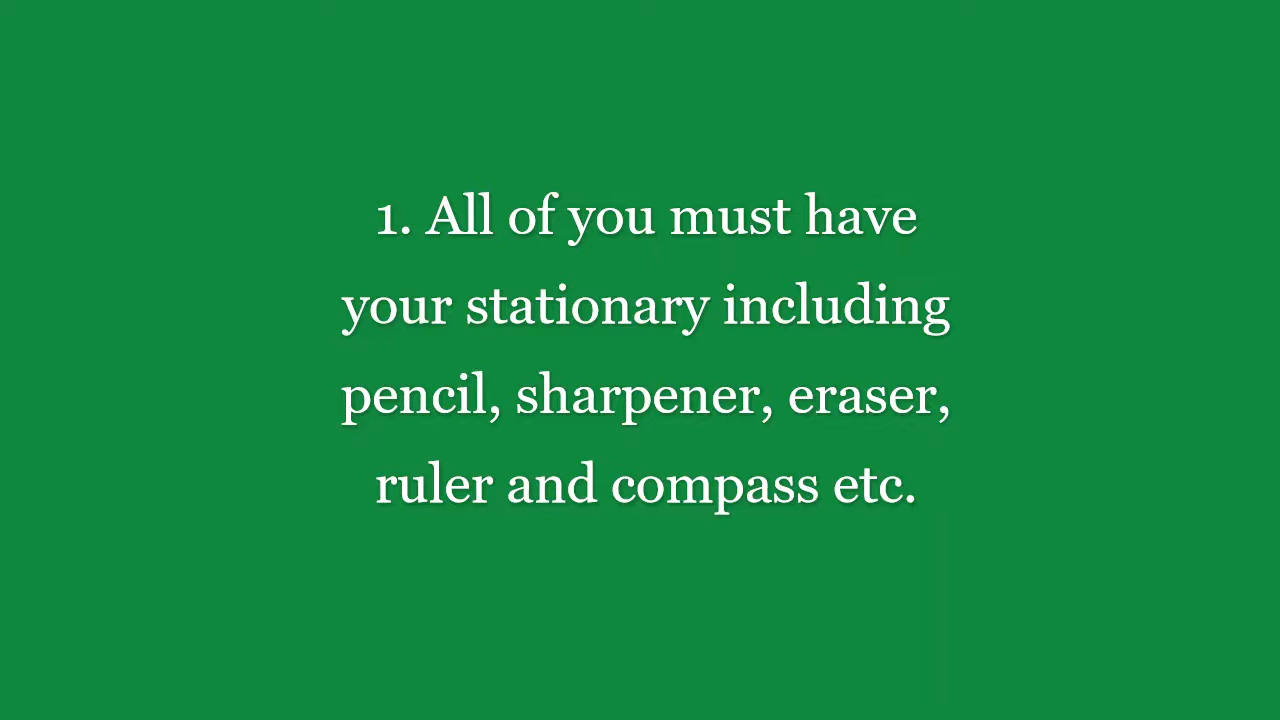 1. All of you must have
your stationary including
pencil, sharpener, eraser,
ruler and compass etc.